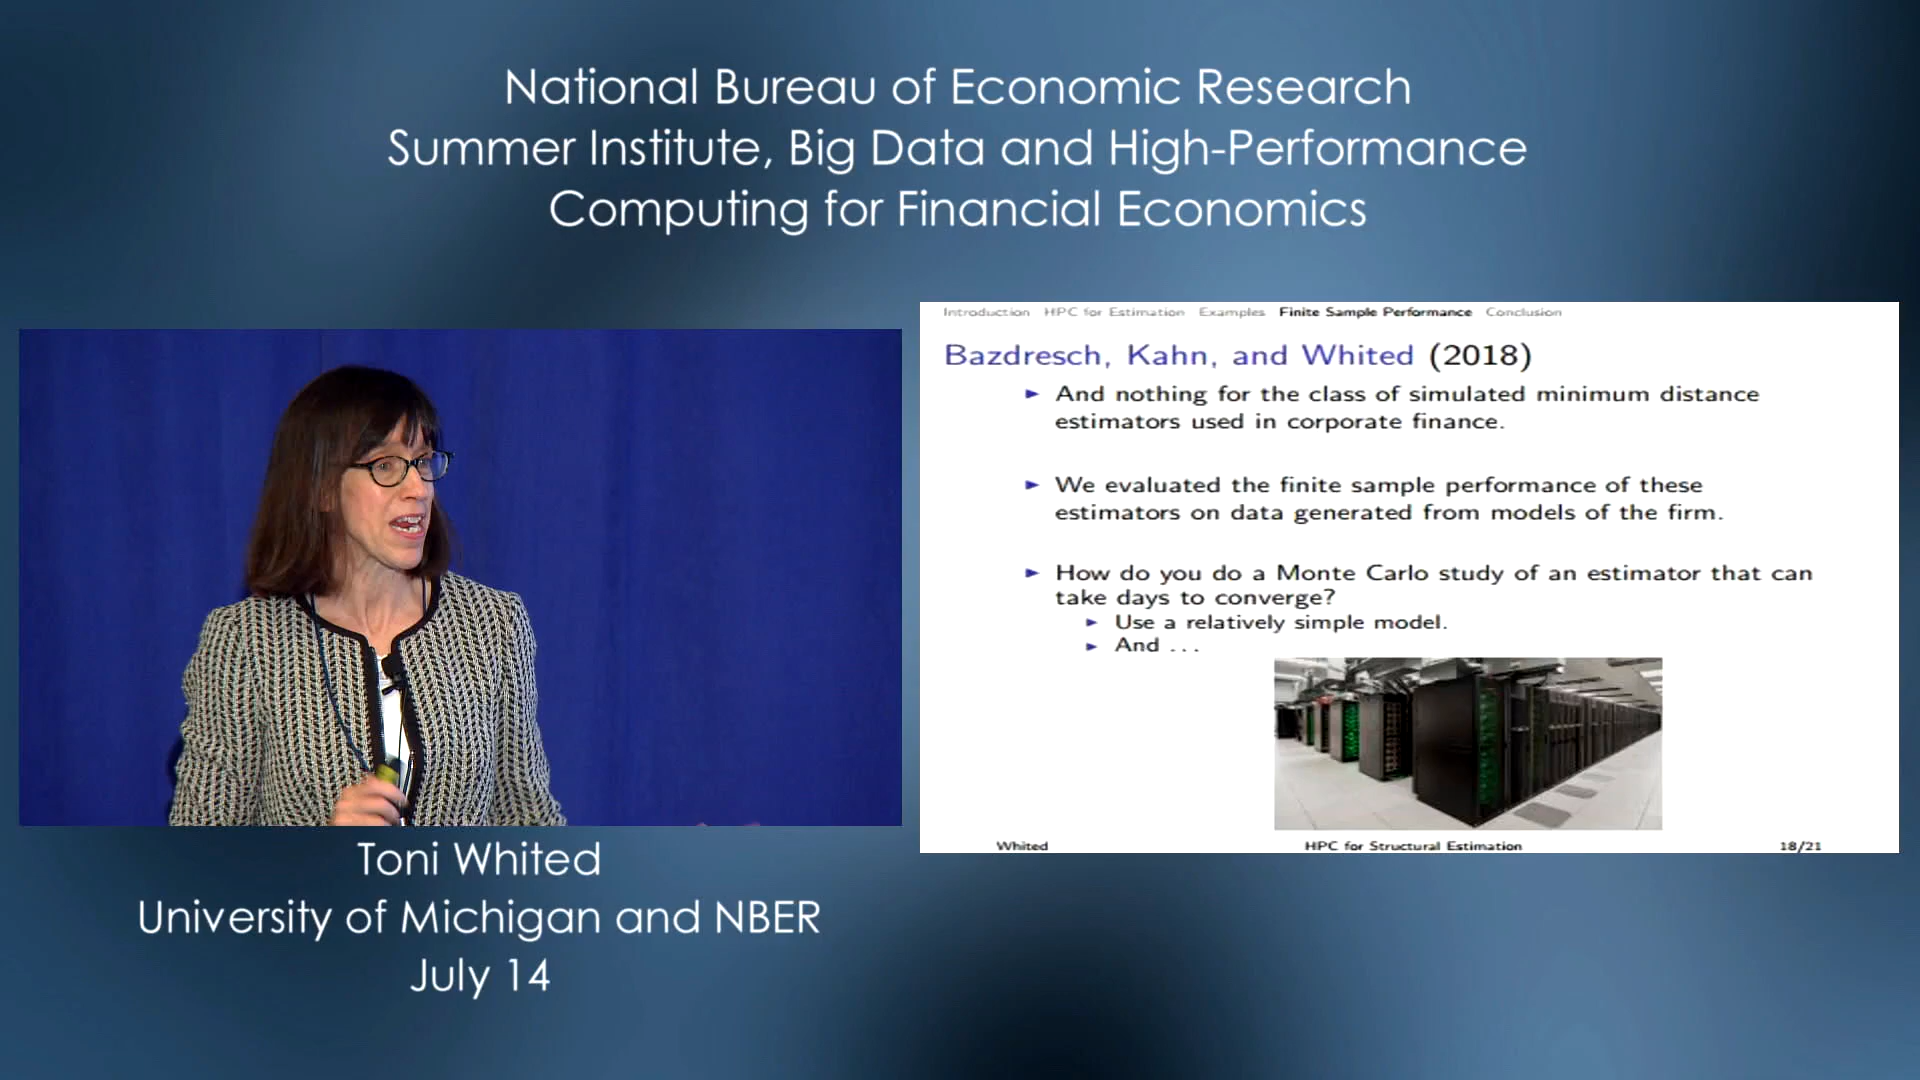 National Bureau of Economic Research
Summer Institute, Big Data and High-Performance
Computing for Financial Economics
Introduction HPC for Estimation Examples Finite Sample Performance Conclusion
Bazdresch, Kahn, and Whited (2018)
► And nothing for the class of simulated minimum distance
estimators used in corporate finance.
► We evaluated the finite sample performance of these
estimators on data generated from models of the firm.
► How do you do a Monte Carlo study of an estimator that can
take days to converge?
► Use a relatively simple model.
► And . . .
Whited HPC for Structural Estimation 18/21
Toni Whited
University of Michigan and NBER
July 14